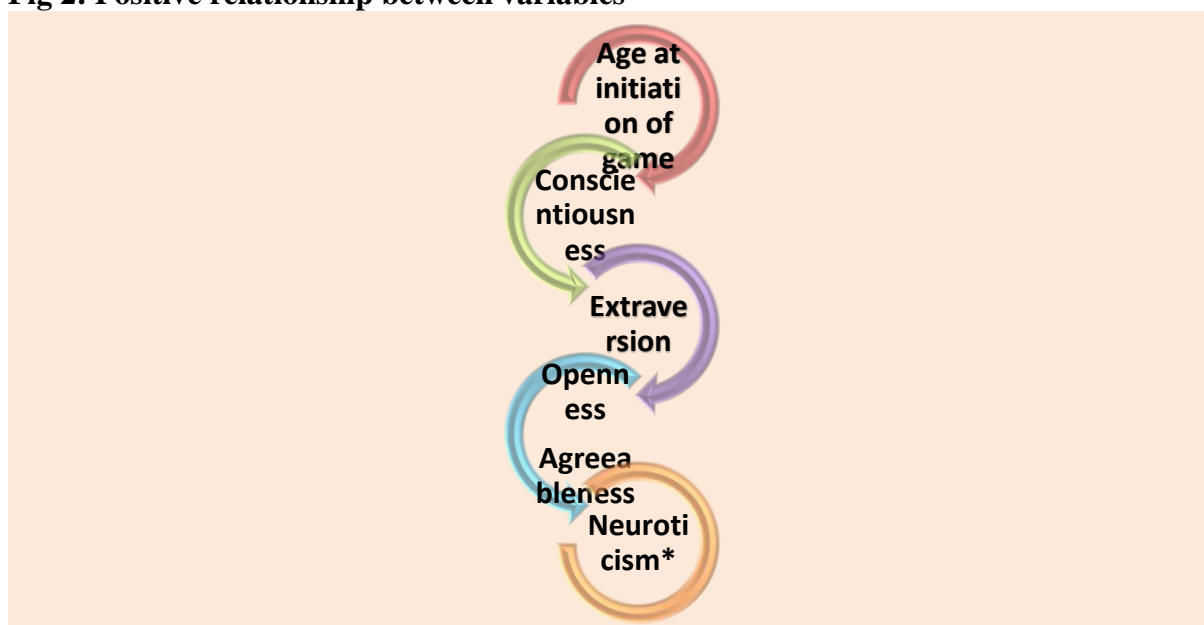 Fig 2: Positive relationship between variables
Age at
initiati
on of
game
Conscie
ntiousn
ess
Extrave
rsion
Openn
ess
Agreea
bleness
Neuroti
cism*